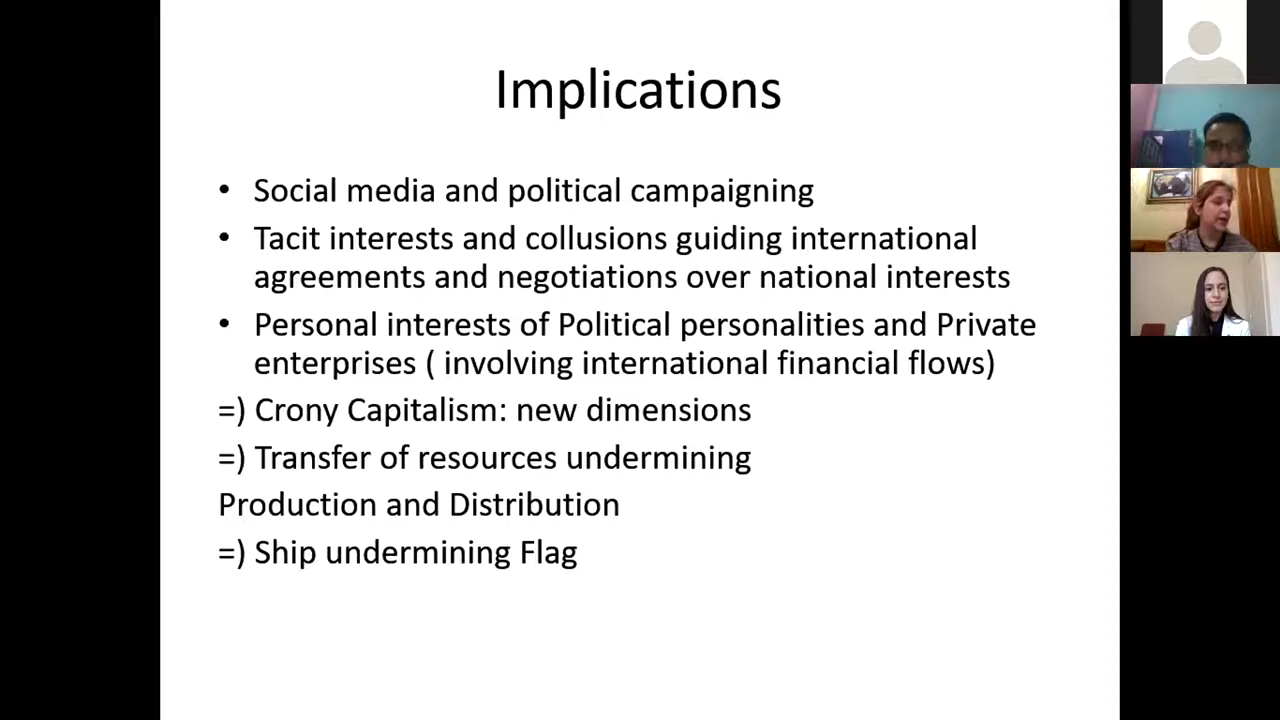 Implications
• Social media and political campaigning
• Tacit interests and collusions guiding international
agreements and negotiations over national interests
• Personal interests of Political personalities and Private
enterprises ( involving international financial flows)
=) Crony Capitalism: new dimensions
=) Transfer of resources undermining
Production and Distribution
=) Ship undermining Flag